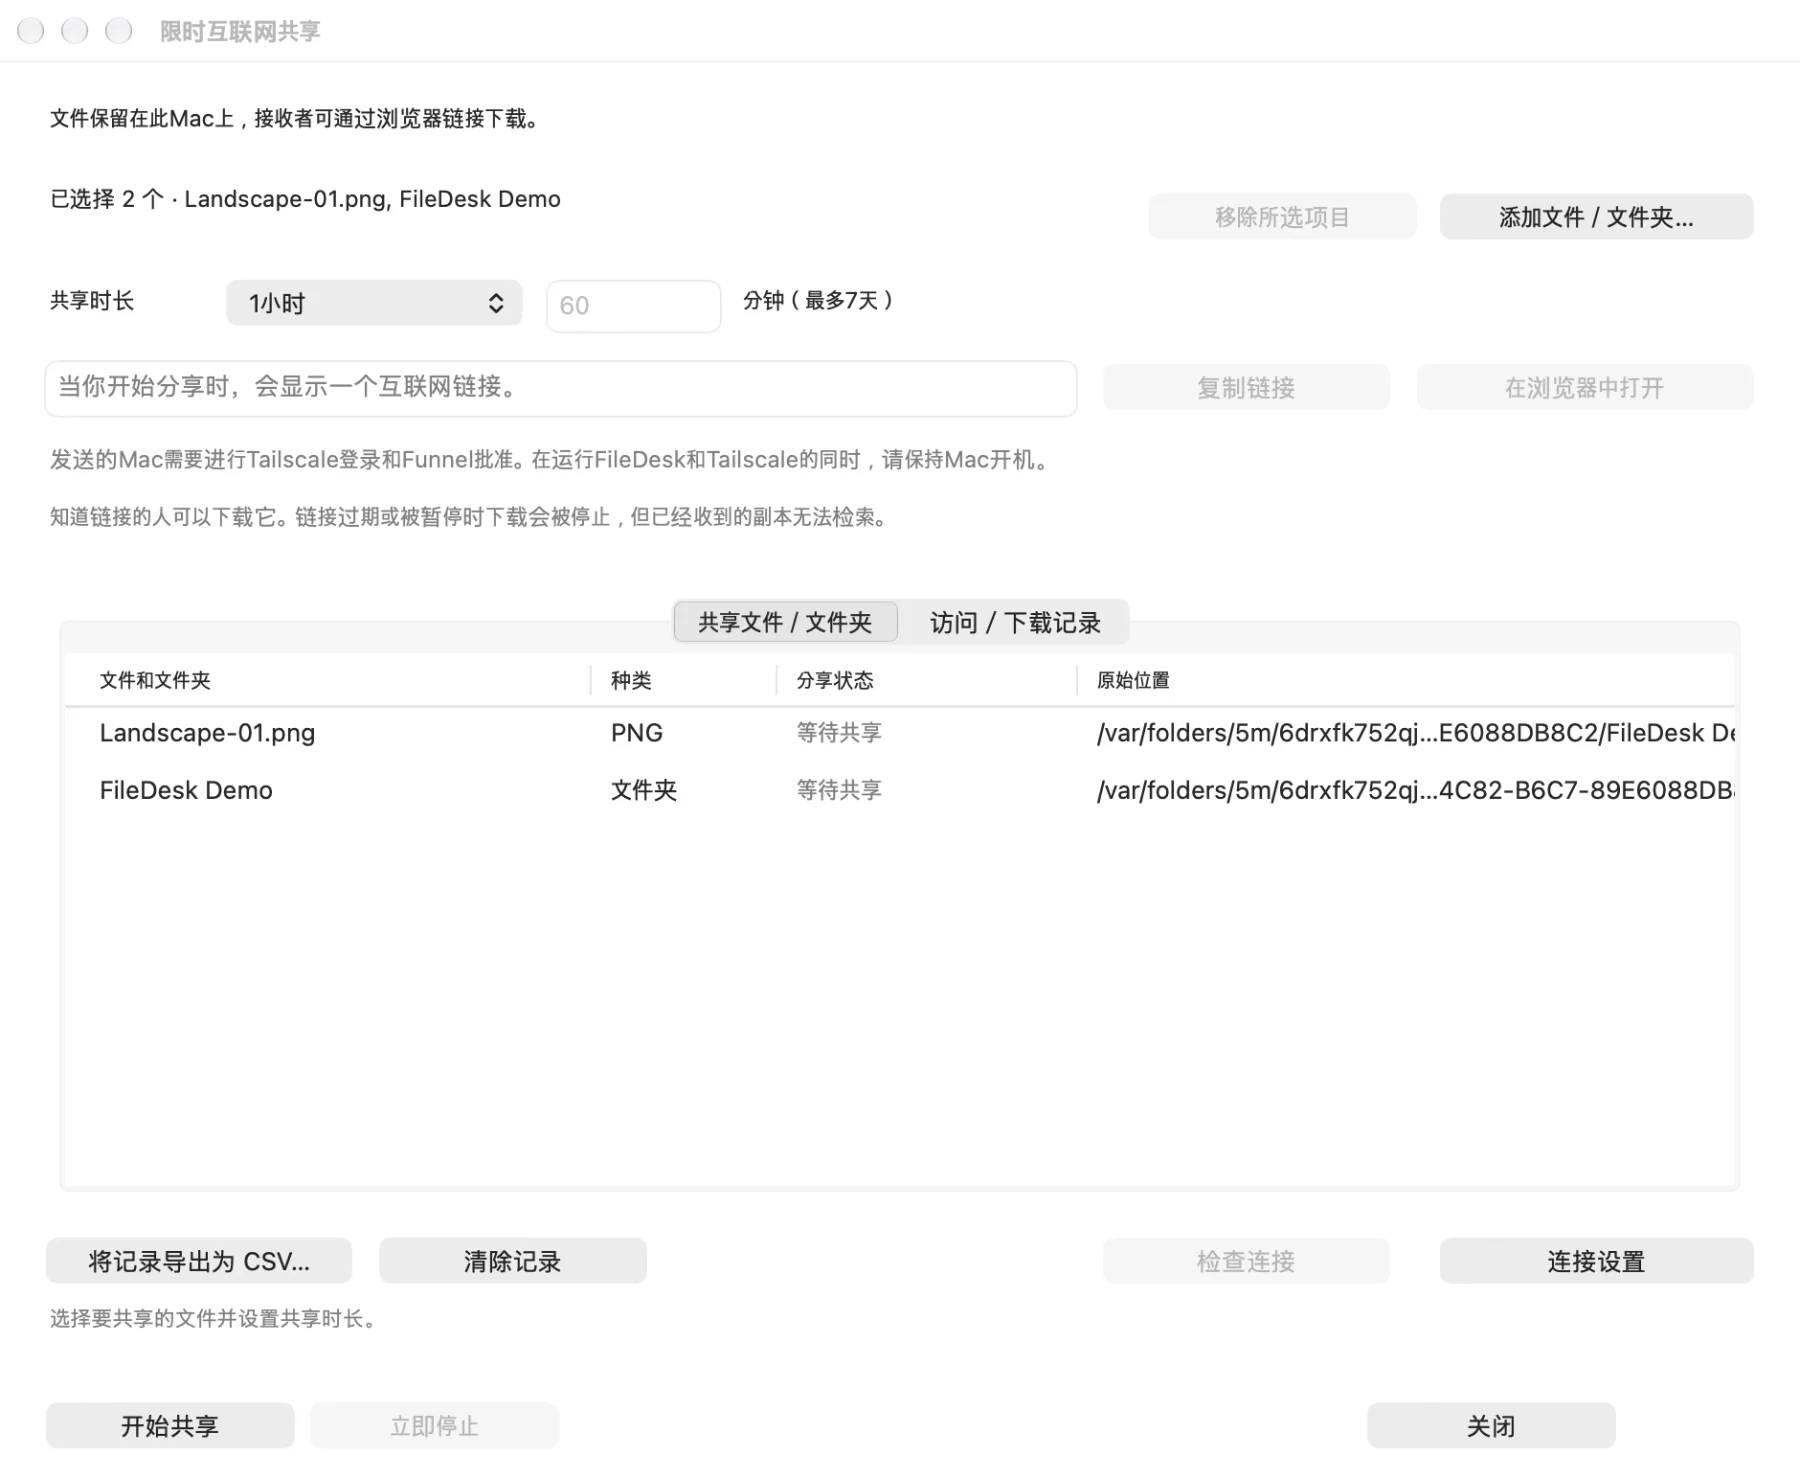 限时互联网共享
文件保留在此Mac上，接收者可通过浏览器链接下载。
已选择 2 个 · Landscape-01.png, FileDesk Demo
移除所选项目
添加文件 / 文件夹...
共享时长
1小时
60
分钟（最多7天）
当你开始分享时，会显示一个互联网链接。
复制链接
在浏览器中打开
发送的Mac需要进行Tailscale登录和Funnel批准。在运行FileDesk和Tailscale的同时，请保持Mac开机。
知道链接的人可以下载它。链接过期或被暂停时下载会被停止，但已经收到的副本无法检索。
共享文件 / 文件夹
访问 / 下载记录
文件和文件夹 种类 分享状态 原始位置
Landscape-01.png PNG 等待共享 /var/folders/5m/6drxfk752qj...E6088DB8C2/FileDesk De
FileDesk Demo 文件夹 等待共享 /var/folders/5m/6drxfk752qj...4C82-B6C7-89E6088DB
将记录导出为 CSV...
清除记录
检查连接
连接设置
选择要共享的文件并设置共享时长。
开始共享
立即停止
关闭